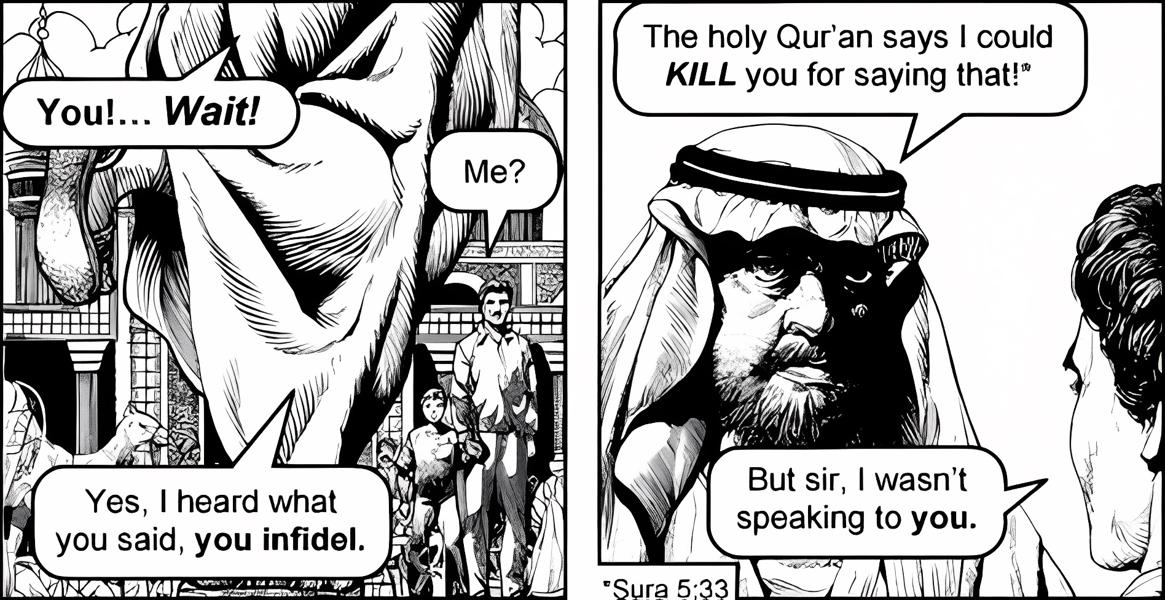 You!... Wait!
Me?
Yes, I heard what
you said, you infidel.
The holy Qur'an says I could
KILL you for saying that!*
But sir, I wasn't
speaking to you.
*Sura 5;33